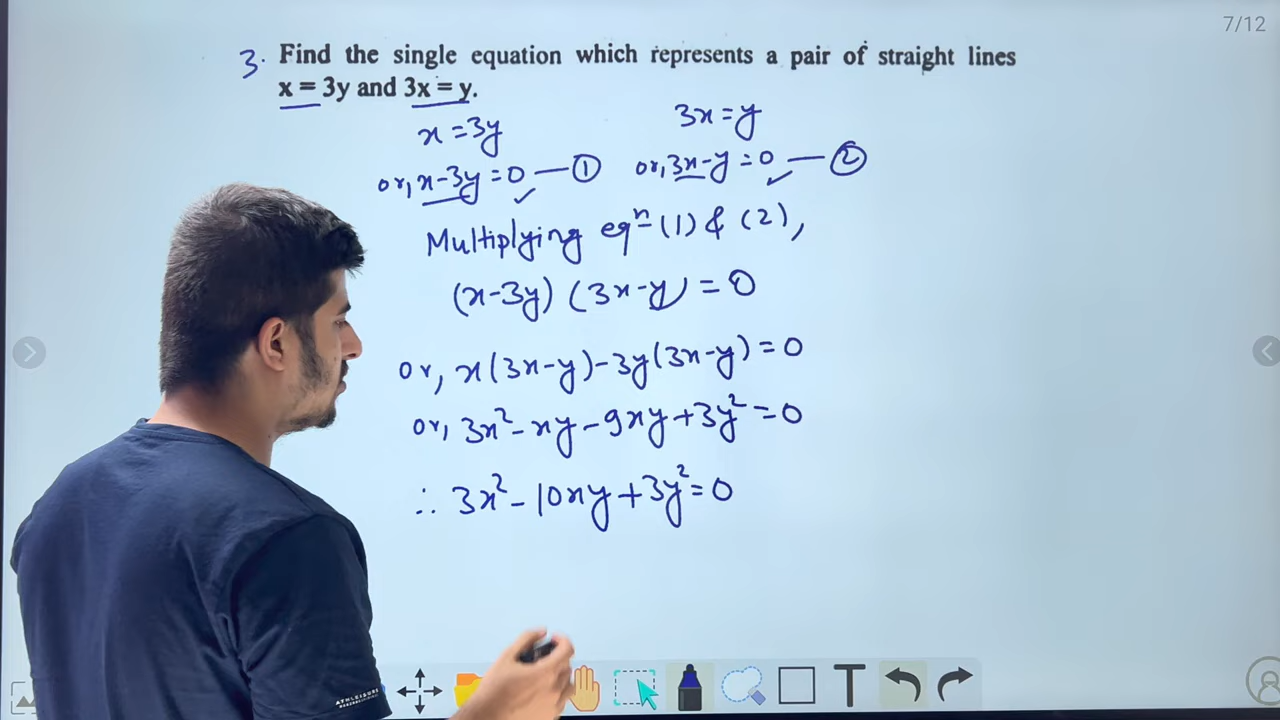 7/12
3. Find the single equation which represents a pair of straight lines
x = 3y and 3x = y.
x = 3y
3x = y
or, x - 3y = 0 — ①
or, 3x - y = 0 — ②
Multiplying eqⁿ (1) & (2),
(x - 3y) (3x - y) = 0
or, x(3x - y) - 3y(3x - y) = 0
or, 3x² - xy - 9xy + 3y² = 0
∴ 3x² - 10xy + 3y² = 0
T
ATHLEISURE